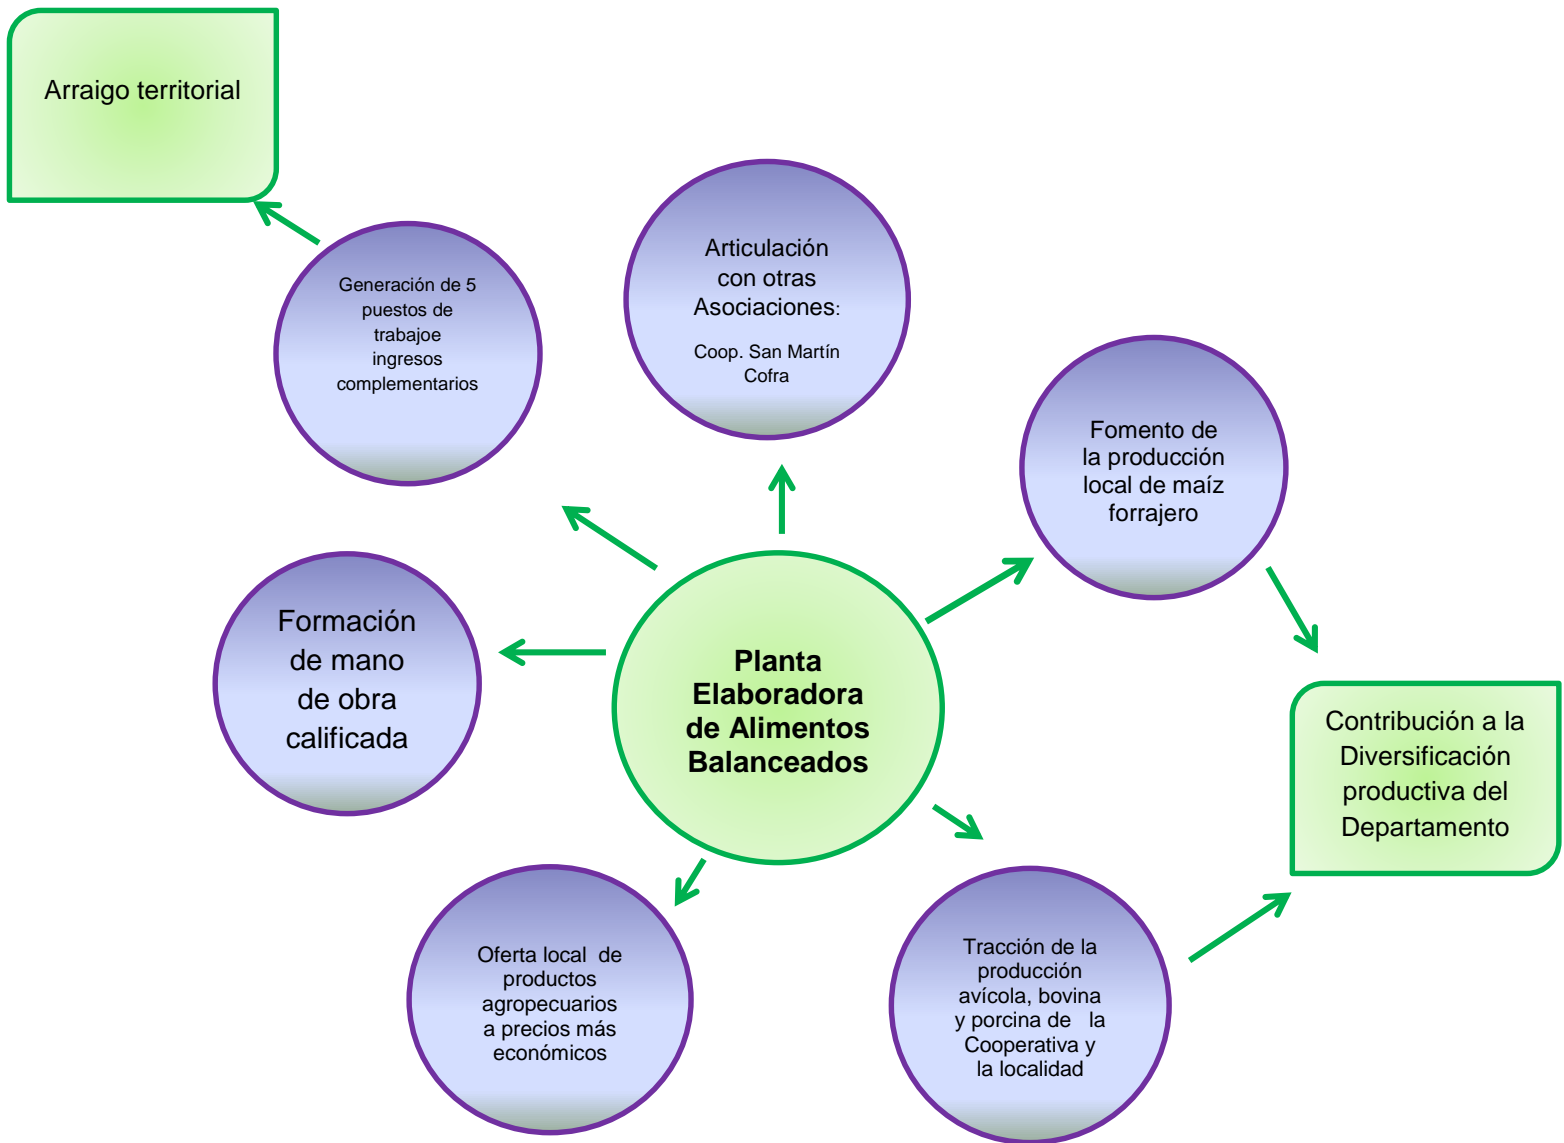 Arraigo territorial
Generación de 5
puestos de
trabajoe
ingresos
complementarios
Articulación
con otras
Asociaciones:
Coop. San Martín
Cofra
Fomento de
la producción
local de maíz
forrajero
Formación
de mano
de obra
calificada
Planta
Elaboradora
de Alimentos
Balanceados
Contribución a la
Diversificación
productiva del
Departamento
Oferta local de
productos
agropecuarios
a precios más
económicos
Tracción de la
producción
avícola, bovina
y porcina de la
Cooperativa y
la localidad